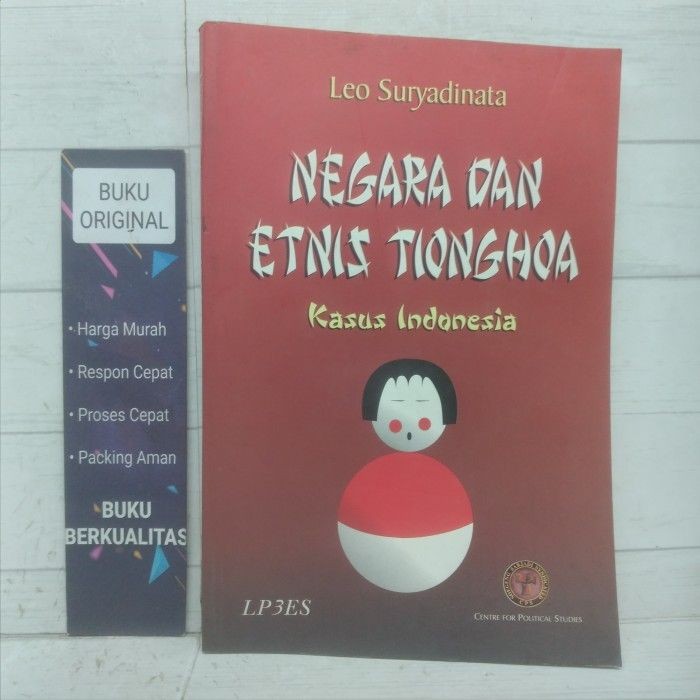 BUKU
ORIGINAL
• Harga Murah
• Respon Cepat
• Proses Cepat
• Packing Aman
BUKU
BERKUALITAS
Leo Suryadinata
NEGARA DAN
ETNIS TIONGHOA
Kasus Indonesia
LP3ES
CENTRE FOR POLITICAL STUDIES